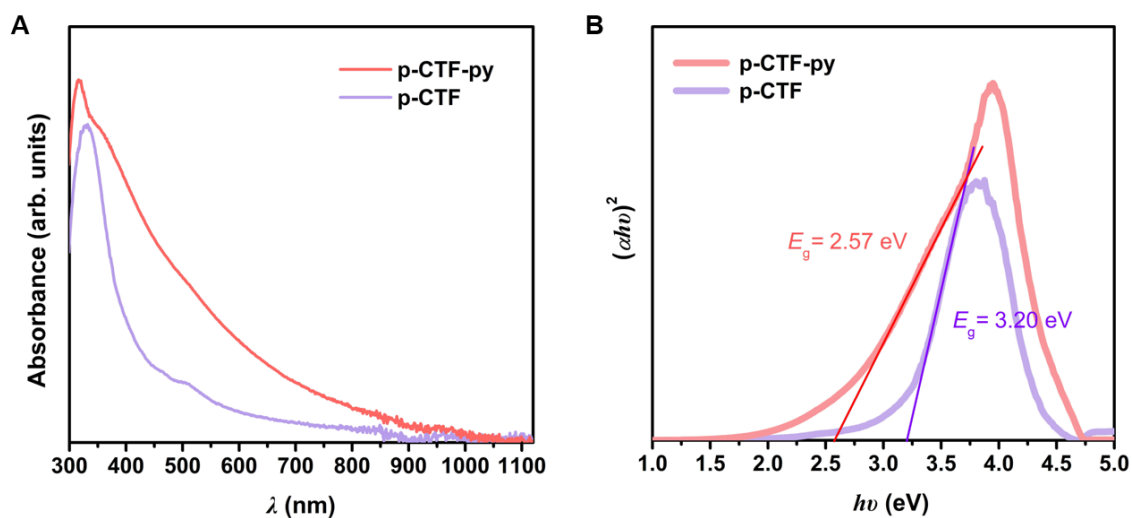 A
p-CTF-py
p-CTF
Absorbance (arb. units)
300 400 500 600 700 800 900 1000 1100
λ (nm)
B
p-CTF-py
p-CTF
(αhυ)²
E_g = 2.57 eV
E_g = 3.20 eV
1.0 1.5 2.0 2.5 3.0 3.5 4.0 4.5 5.0
hυ (eV)